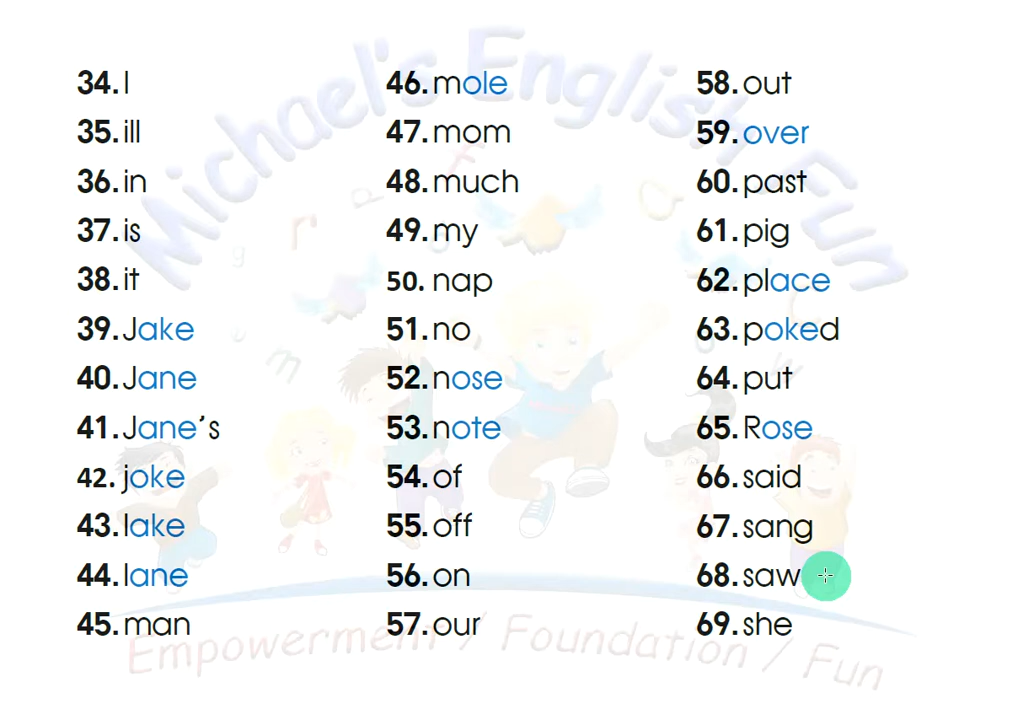 Michael's English Fun
34. I
35. ill
36. in
37. is
38. it
39. Jake
40. Jane
41. Jane's
42. joke
43. lake
44. lane
45. man
46. mole
47. mom
48. much
49. my
50. nap
51. no
52. nose
53. note
54. of
55. off
56. on
57. our
58. out
59. over
60. past
61. pig
62. place
63. poked
64. put
65. Rose
66. said
67. sang
68. saw
69. she
Empowerment / Foundation / Fun